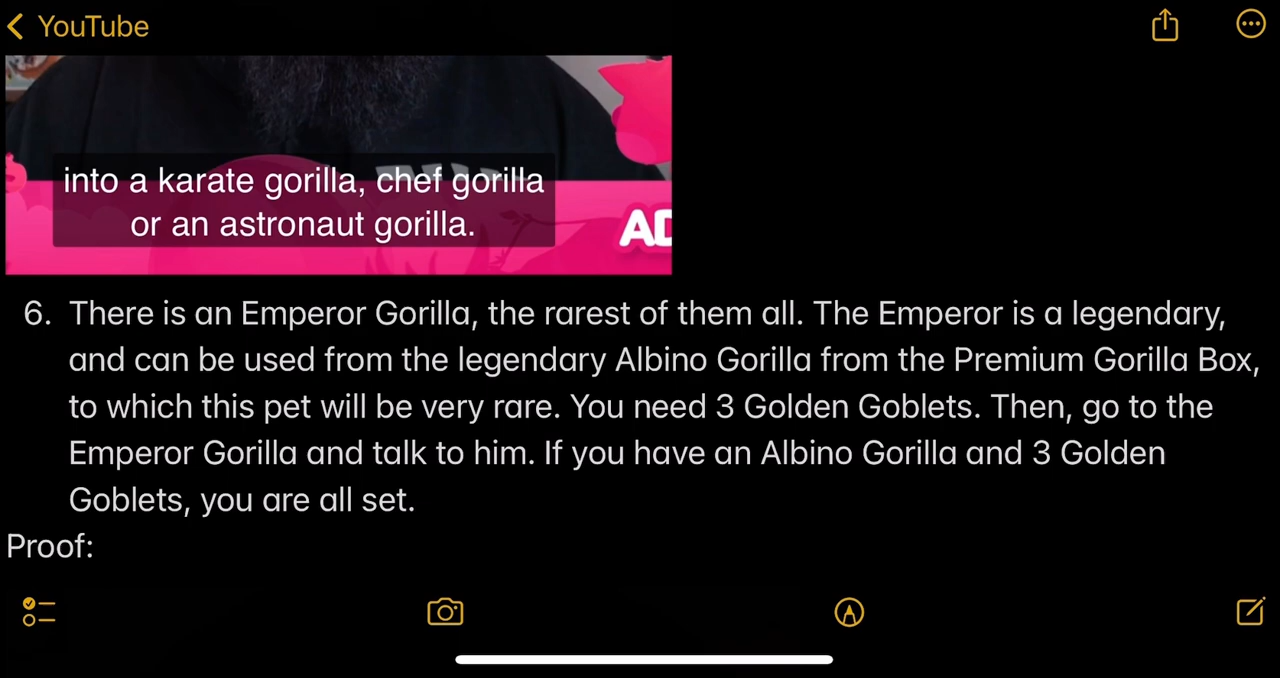 YouTube
into a karate gorilla, chef gorilla
or an astronaut gorilla.
AD
6. There is an Emperor Gorilla, the rarest of them all. The Emperor is a legendary,
and can be used from the legendary Albino Gorilla from the Premium Gorilla Box,
to which this pet will be very rare. You need 3 Golden Goblets. Then, go to the
Emperor Gorilla and talk to him. If you have an Albino Gorilla and 3 Golden
Goblets, you are all set.
Proof: